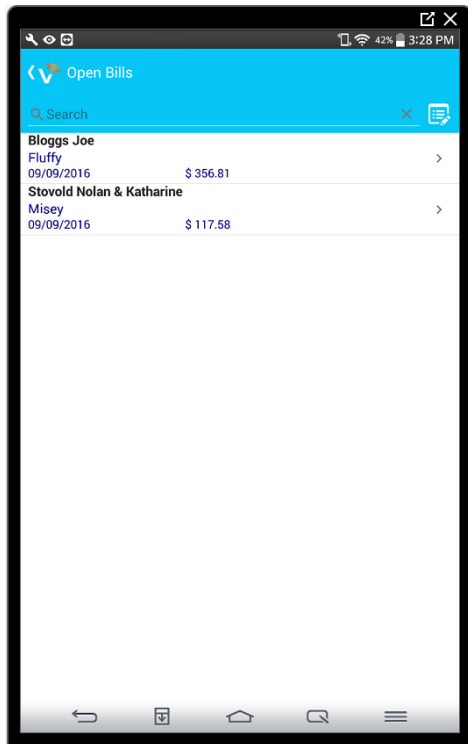 42% 3:28 PM
Open Bills
Search
Bloggs Joe
Fluffy
09/09/2016 $ 356.81
Stovold Nolan & Katharine
Misey
09/09/2016 $ 117.58